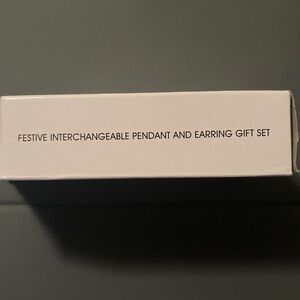 FESTIVE INTERCHANGEABLE PENDANT AND EARRING GIFT SET